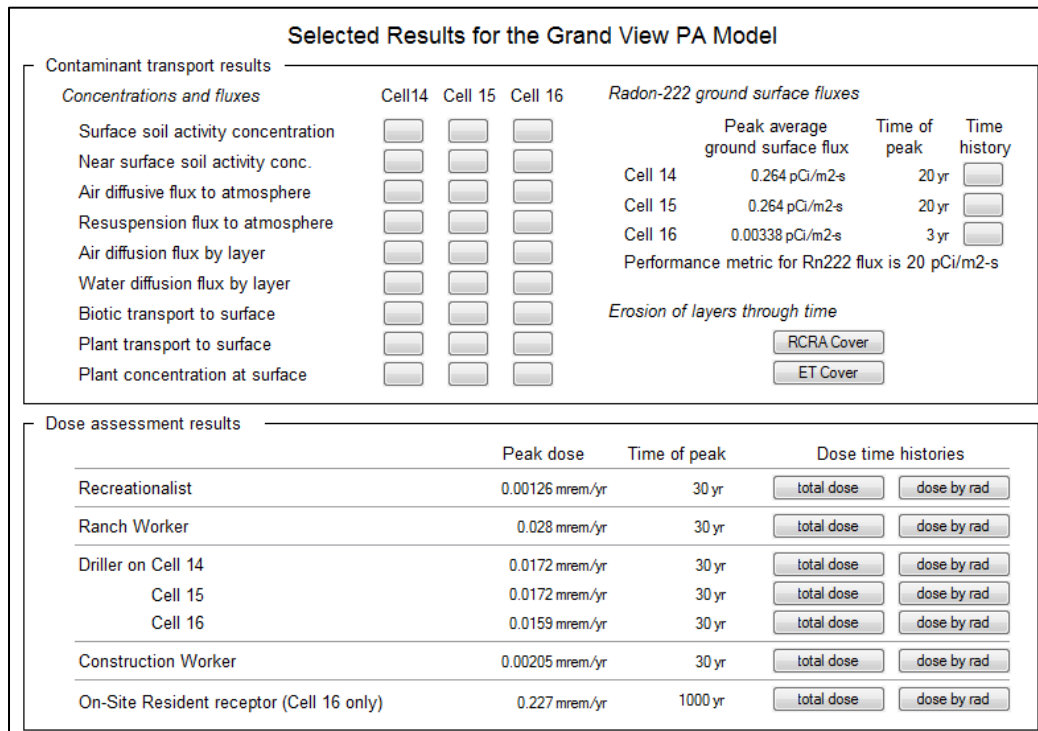 Selected Results for the Grand View PA Model
Contaminant transport results
Concentrations and fluxes Cell14 Cell 15 Cell 16
Surface soil activity concentration
Near surface soil activity conc.
Air diffusive flux to atmosphere
Resuspension flux to atmosphere
Air diffusion flux by layer
Water diffusion flux by layer
Biotic transport to surface
Plant transport to surface
Plant concentration at surface
Radon-222 ground surface fluxes
Peak average Time of Time
ground surface flux peak history
Cell 14 0.264 pCi/m2-s 20 yr
Cell 15 0.264 pCi/m2-s 20 yr
Cell 16 0.00338 pCi/m2-s 3 yr
Performance metric for Rn222 flux is 20 pCi/m2-s
Erosion of layers through time
RCRA Cover
ET Cover
Dose assessment results
Peak dose Time of peak Dose time histories
Recreationalist 0.00126 mrem/yr 30 yr total dose dose by rad
Ranch Worker 0.028 mrem/yr 30 yr total dose dose by rad
Driller on Cell 14 0.0172 mrem/yr 30 yr total dose dose by rad
Cell 15 0.0172 mrem/yr 30 yr total dose dose by rad
Cell 16 0.0159 mrem/yr 30 yr total dose dose by rad
Construction Worker 0.00205 mrem/yr 30 yr total dose dose by rad
On-Site Resident receptor (Cell 16 only) 0.227 mrem/yr 1000 yr total dose dose by rad